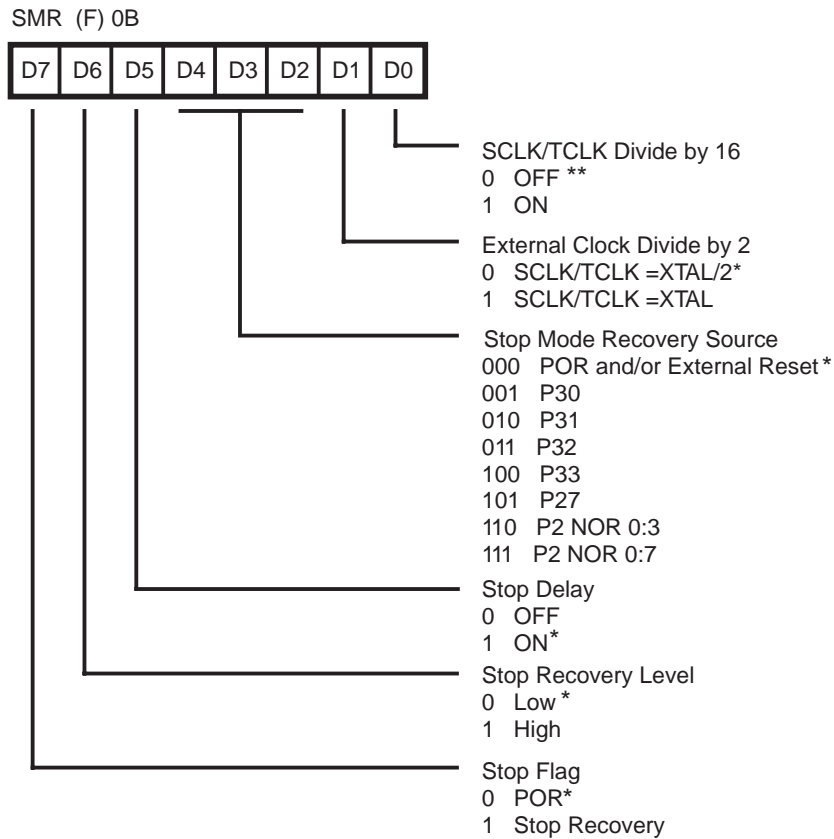 SMR (F) 0B
D7 D6 D5 D4 D3 D2 D1 D0
SCLK/TCLK Divide by 16
0 OFF **
1 ON
External Clock Divide by 2
0 SCLK/TCLK =XTAL/2*
1 SCLK/TCLK =XTAL
Stop Mode Recovery Source
000 POR and/or External Reset*
001 P30
010 P31
011 P32
100 P33
101 P27
110 P2 NOR 0:3
111 P2 NOR 0:7
Stop Delay
0 OFF
1 ON*
Stop Recovery Level
0 Low*
1 High
Stop Flag
0 POR*
1 Stop Recovery